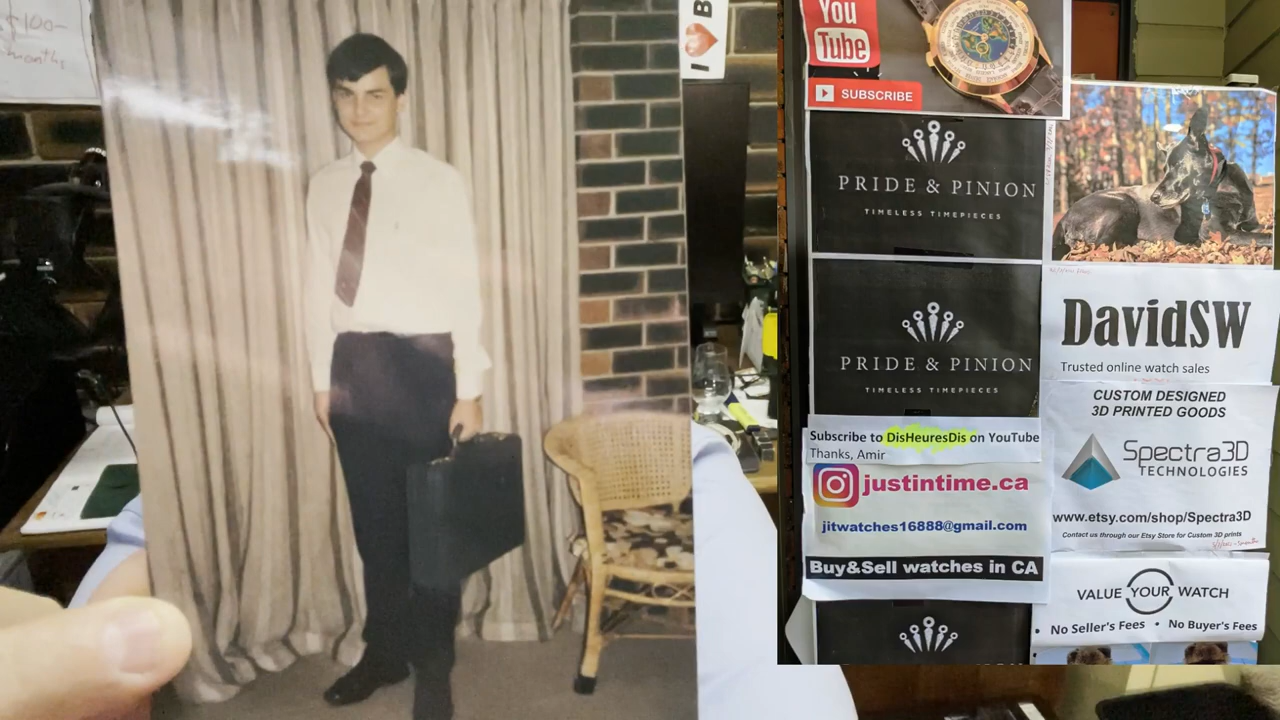 $100-
months
I B
You
Tube
SUBSCRIBE
PRIDE & PINION
TIMELESS TIMEPIECES
PRIDE & PINION
TIMELESS TIMEPIECES
Subscribe to DisHeuresDis on YouTube
Thanks, Amir
justintime.ca
jitwatches16888@gmail.com
Buy&Sell watches in CA
DavidSW
Trusted online watch sales
CUSTOM DESIGNED
3D PRINTED GOODS
Spectra3D
TECHNOLOGIES
www.etsy.com/shop/Spectra3D
Contact us through our Etsy Store for Custom 3D prints
VALUE YOUR WATCH
• No Seller's Fees • No Buyer's Fees